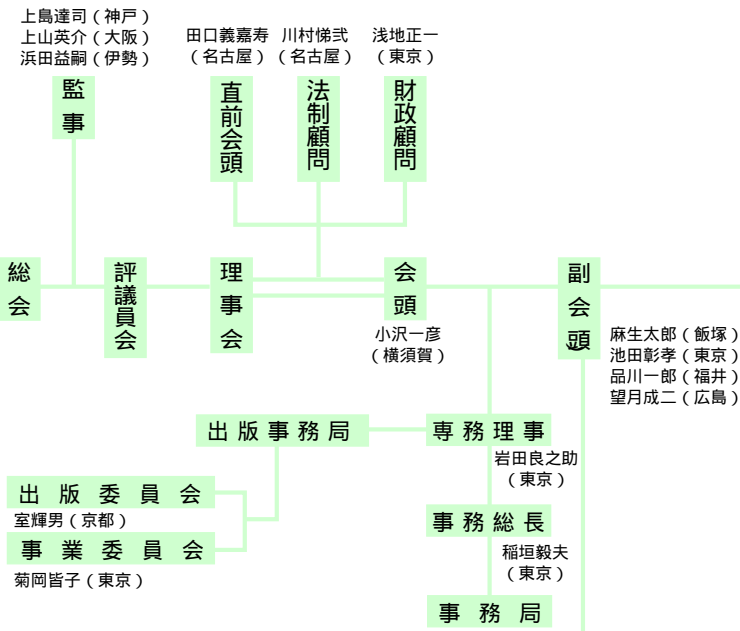 上島達司（神戸）
上山英介（大阪）
浜田益嗣（伊勢）
監事
田口義嘉寿
（名古屋）
直前会頭
川村悌弐
（名古屋）
法制顧問
浅地正一
（東京）
財政顧問
総会
評議員会
理事会
会頭
小沢一彦
（横須賀）
副会頭
麻生太郎（飯塚）
池田彰孝（東京）
品川一郎（福井）
望月成二（広島）
出版事務局
専務理事
岩田良之助
（東京）
出版委員会
室輝男（京都）
事業委員会
菊岡皆子（東京）
事務総長
稲垣毅夫
（東京）
事務局